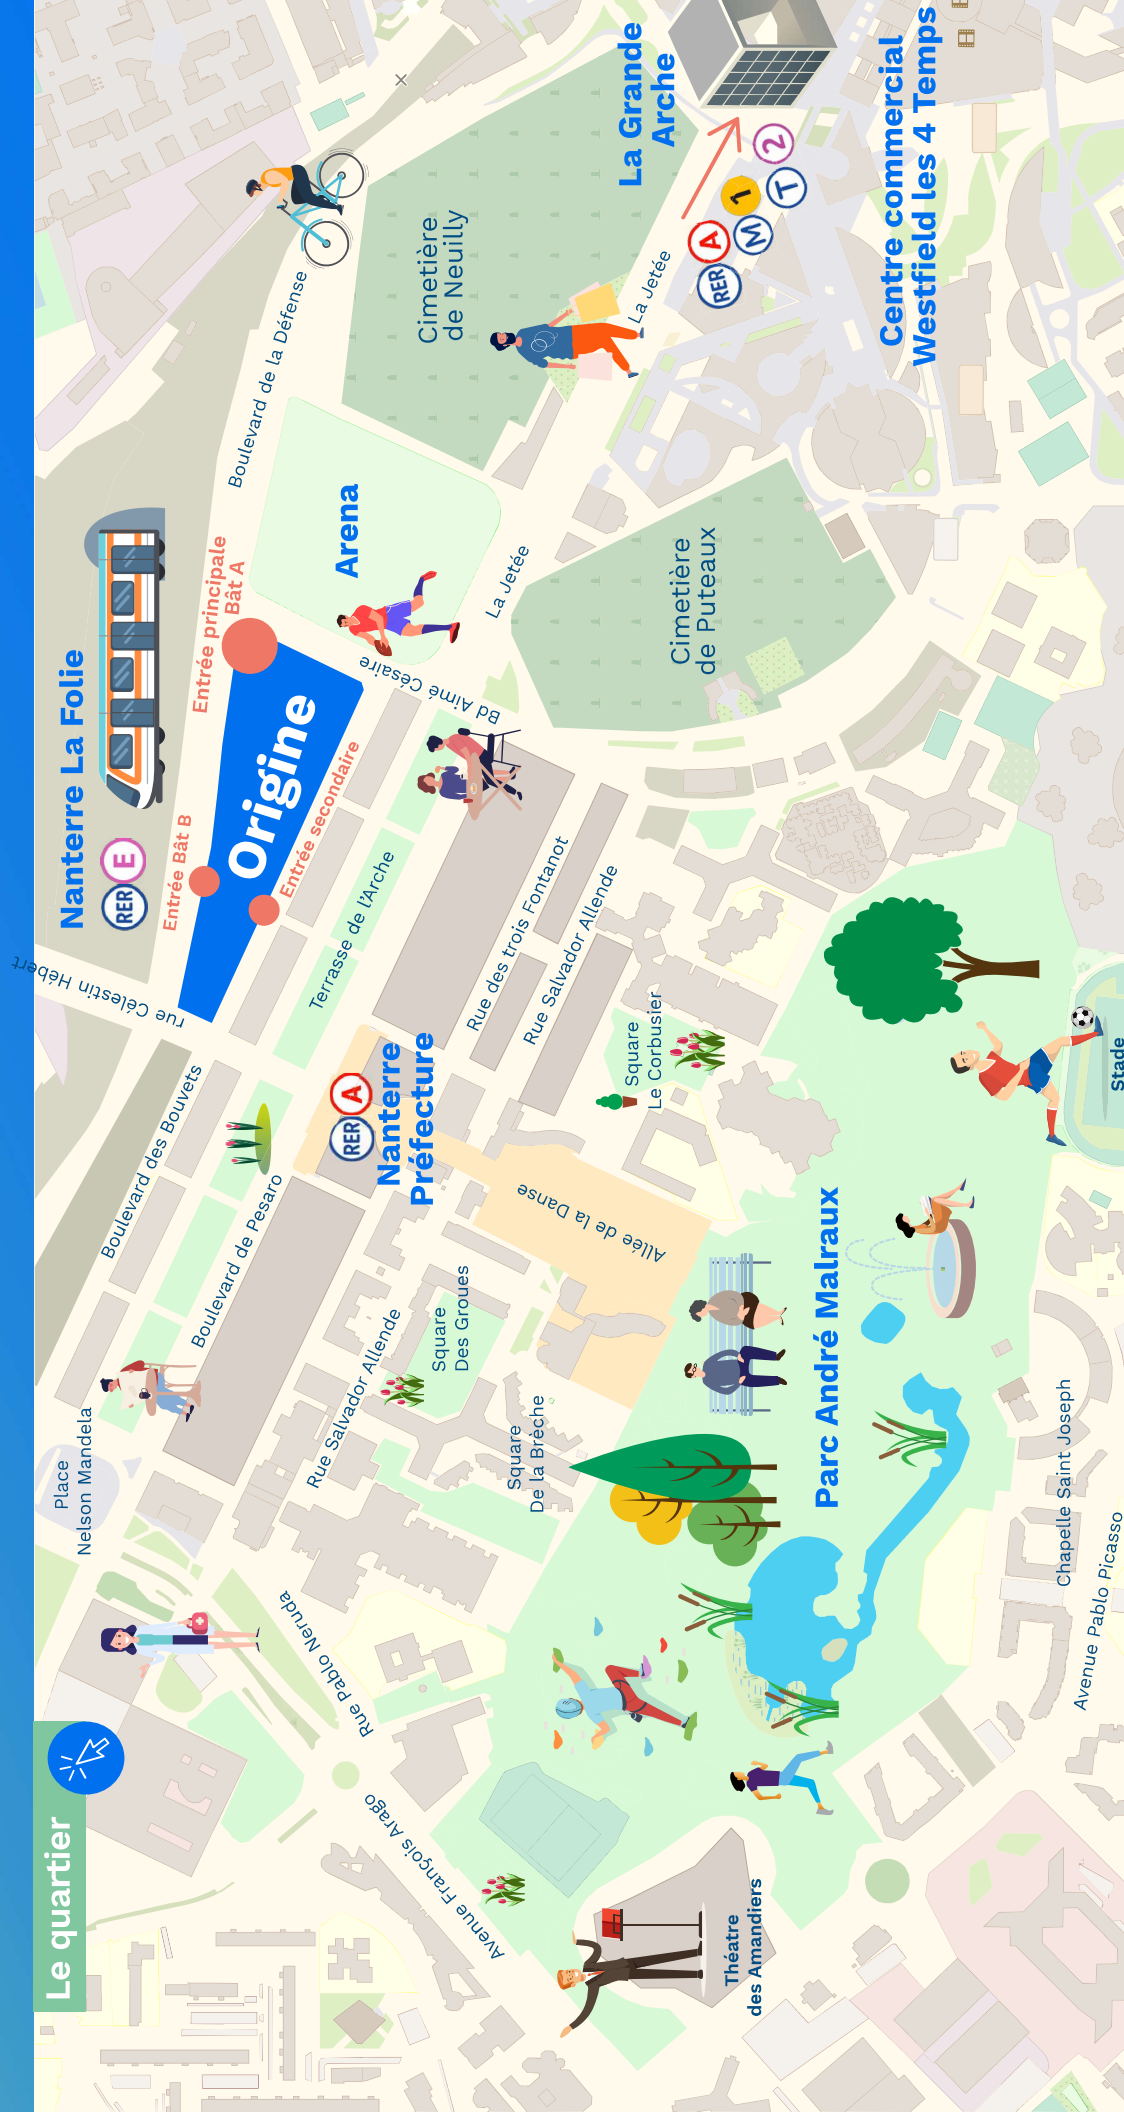 Le quartier
Nanterre La Folie
RER
E
Place
Nelson Mandela
rue Célestin Hébert
Boulevard des Bouvets
Entrée Bât B
Entrée principale
Bât A
Origine
Entrée secondaire
Boulevard de la Défense
Boulevard de Pesaro
Terrasse de l'Arche
Arena
Cimetière
de Neuilly
Bd Aimé Césaire
La Jetée
RER
A
Nanterre
Préfecture
Rue Pablo Neruda
Rue Salvador Allende
Square
Des Groues
Avenue François Arago
Square
De la Brèche
Allée de la Danse
Rue des trois Fontanot
Rue Salvador Allende
Square
Le Corbusier
Cimetière
de Puteaux
La Jetée
La Grande
Arche
RER
A
M
1
T
2
Centre commercial
Westfield les 4 Temps
Parc André Malraux
Théatre
des Amandiers
Chapelle Saint Joseph
Avenue Pablo Picasso
Stade